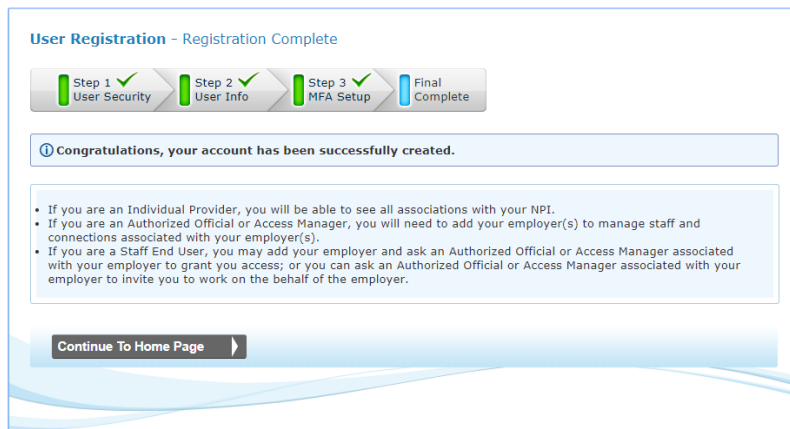 User Registration - Registration Complete
Step 1
User Security
Step 2
User Info
Step 3
MFA Setup
Final
Complete
Congratulations, your account has been successfully created.
• If you are an Individual Provider, you will be able to see all associations with your NPI.
• If you are an Authorized Official or Access Manager, you will need to add your employer(s) to manage staff and
connections associated with your employer(s).
• If you are a Staff End User, you may add your employer and ask an Authorized Official or Access Manager associated
with your employer to grant you access; or you can ask an Authorized Official or Access Manager associated with your
employer to invite you to work on the behalf of the employer.
Continue To Home Page